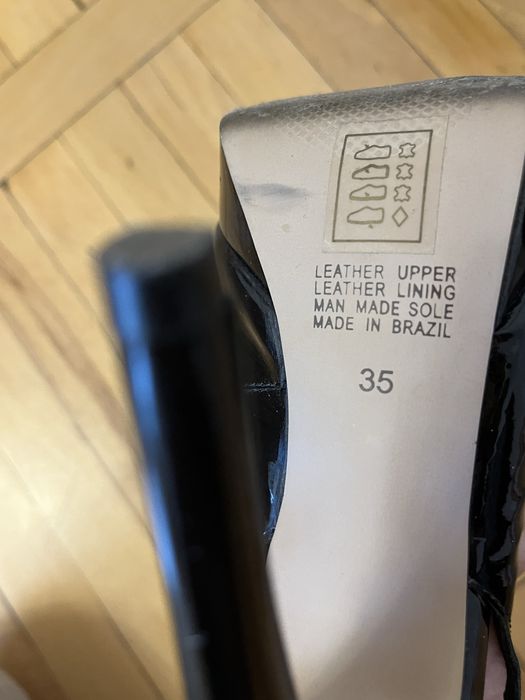 LEATHER UPPER
LEATHER LINING
MAN MADE SOLE
MADE IN BRAZIL
35